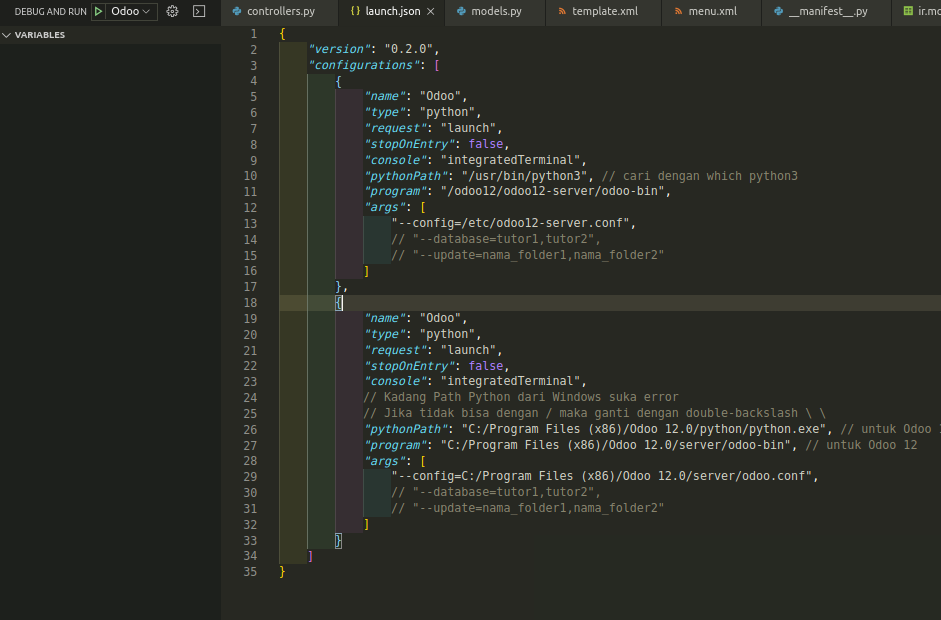 DEBUG AND RUN Odoo
controllers.py launch.json models.py template.xml menu.xml __manifest__.py
VARIABLES
1 {
2 "version": "0.2.0",
3 "configurations": [
4 {
5 "name": "Odoo",
6 "type": "python",
7 "request": "launch",
8 "stopOnEntry": false,
9 "console": "integratedTerminal",
10 "pythonPath": "/usr/bin/python3", // cari dengan which python3
11 "program": "/odoo12/odoo12-server/odoo-bin",
12 "args": [
13 "--config=/etc/odoo12-server.conf",
14 // "--database=tutor1,tutor2",
15 // "--update=nama_folder1,nama_folder2"
16 ]
17 },
18 {
19 "name": "Odoo",
20 "type": "python",
21 "request": "launch",
22 "stopOnEntry": false,
23 "console": "integratedTerminal",
24 // Kadang Path Python dari Windows suka error
25 // Jika tidak bisa dengan / maka ganti dengan double-backslash \ \
26 "pythonPath": "C:/Program Files (x86)/Odoo 12.0/python/python.exe", // untuk Odoo
27 "program": "C:/Program Files (x86)/Odoo 12.0/server/odoo-bin", // untuk Odoo 12
28 "args": [
29 "--config=C:/Program Files (x86)/Odoo 12.0/server/odoo.conf",
30 // "--database=tutor1,tutor2",
31 // "--update=nama_folder1,nama_folder2"
32 ]
33 }
34 ]
35 }